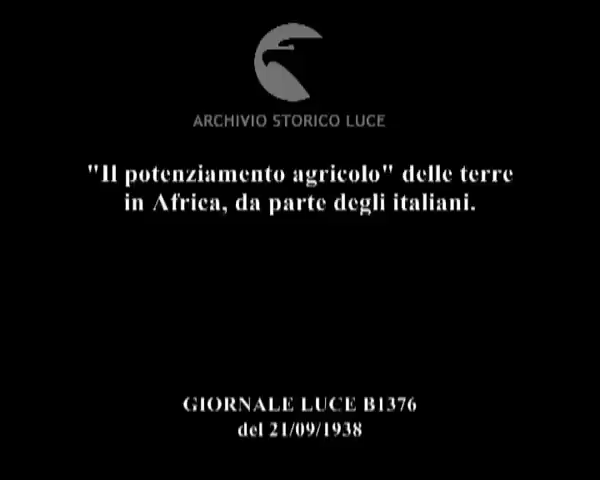 ARCHIVIO STORICO LUCE
"Il potenziamento agricolo" delle terre
in Africa, da parte degli italiani.
GIORNALE LUCE B1376
del 21/09/1938